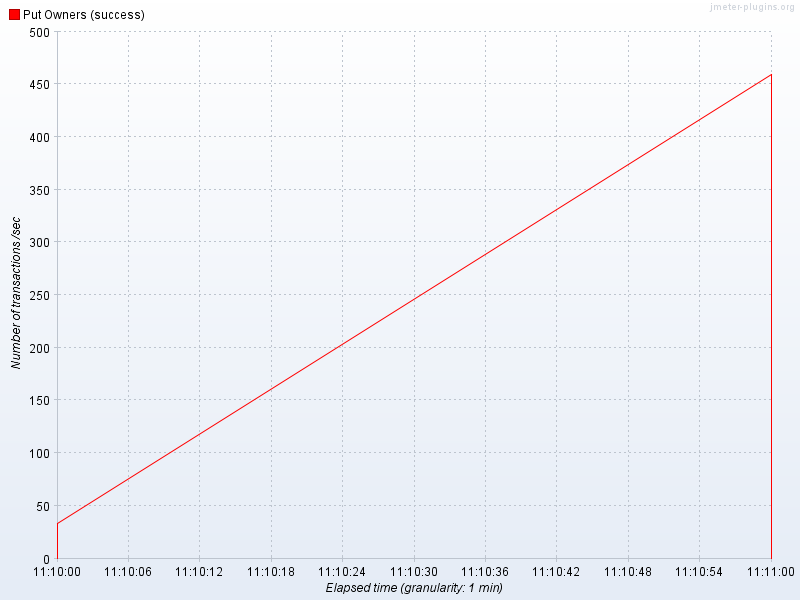 jmeter-plugins.org
Put Owners (success)
500
450
400
350
300
250
200
150
100
50
0
Number of transactions /sec
11:10:00 11:10:06 11:10:12 11:10:18 11:10:24 11:10:30 11:10:36 11:10:42 11:10:48 11:10:54 11:11:00
Elapsed time (granularity: 1 min)